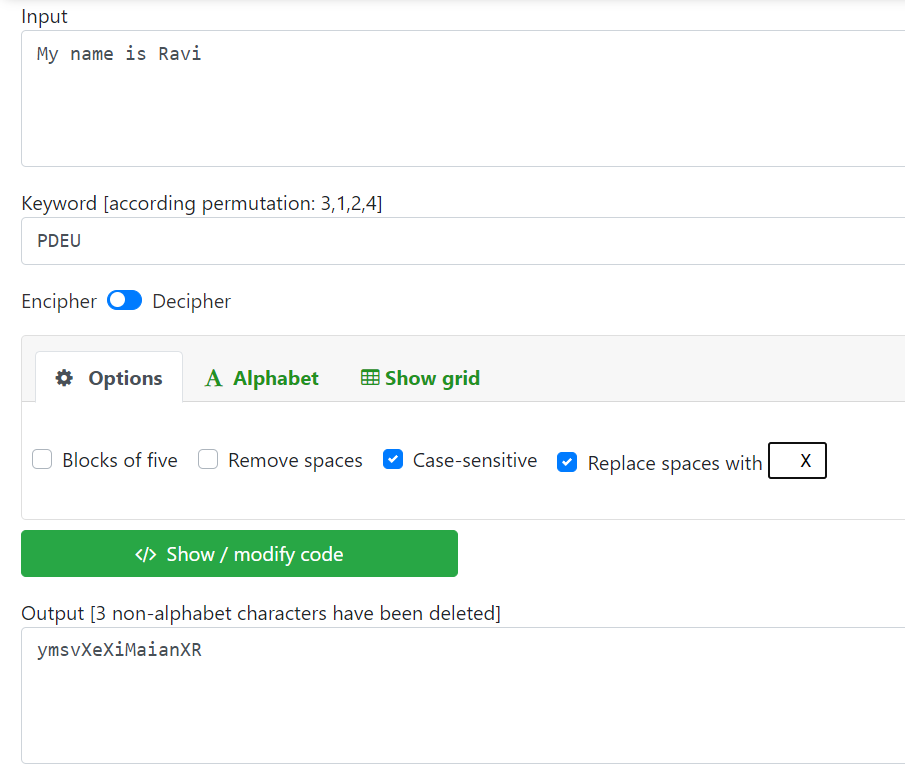 Input
My name is Ravi
Keyword [according permutation: 3,1,2,4]
PDEU
Encipher Decipher
Options A Alphabet Show grid
Blocks of five Remove spaces Case-sensitive Replace spaces with X
</> Show / modify code
Output [3 non-alphabet characters have been deleted]
ymsvXeXiMaianXR